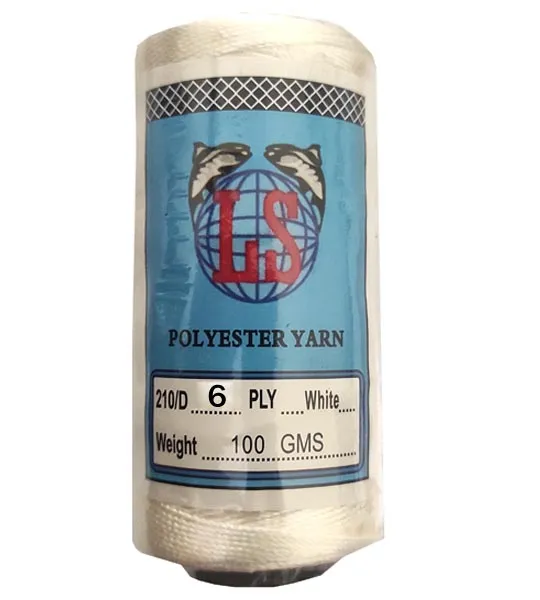 LS
POLYESTER YARN
210/D ......6...... PLY .....White.....
Weight ......100 GMS......